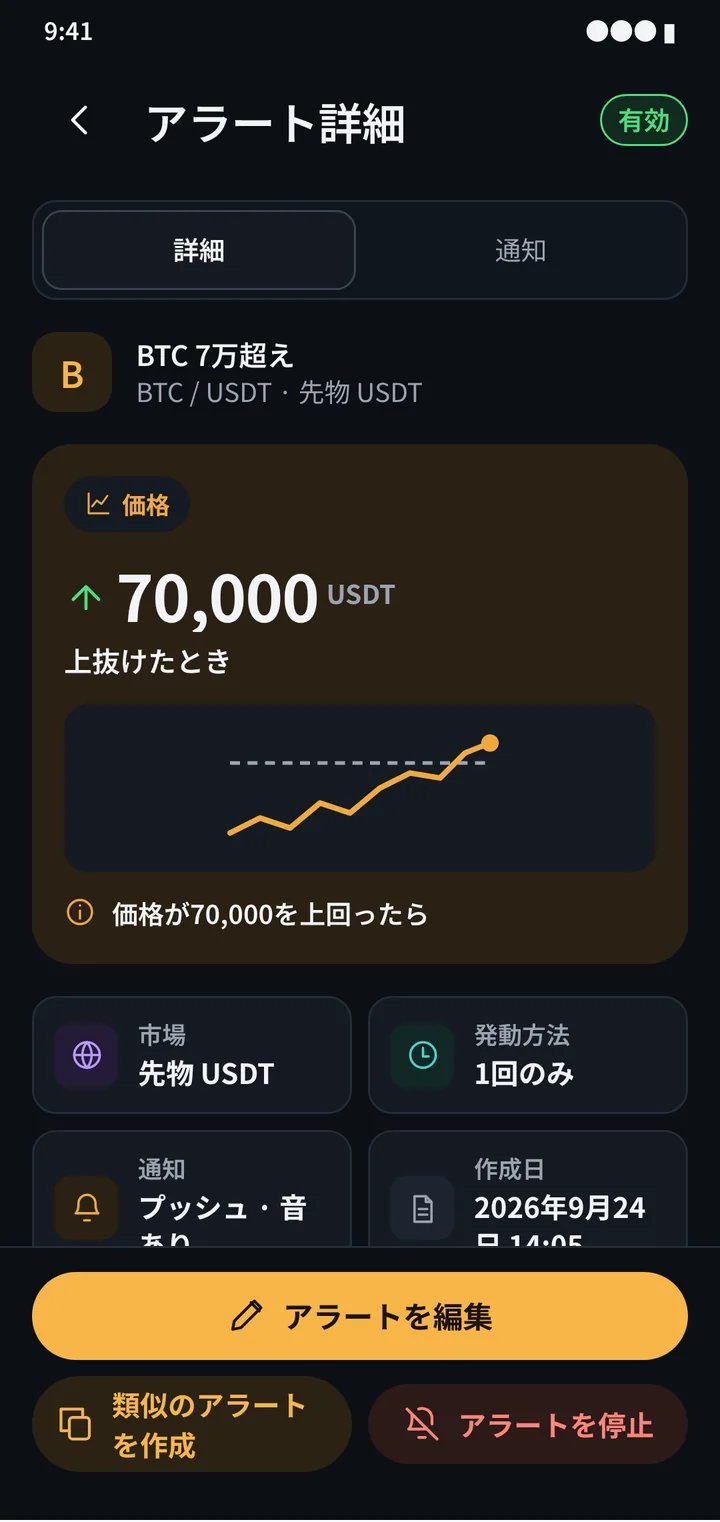 9:41
アラート詳細
有効
詳細
通知
B
BTC 7万超え
BTC / USDT · 先物 USDT
価格
70,000 USDT
上抜けたとき
価格が70,000を上回ったら
市場
先物 USDT
発動方法
1回のみ
通知
プッシュ · 音
あり
作成日
2026年9月24
日 14:05
アラートを編集
類似のアラート
を作成
アラートを停止